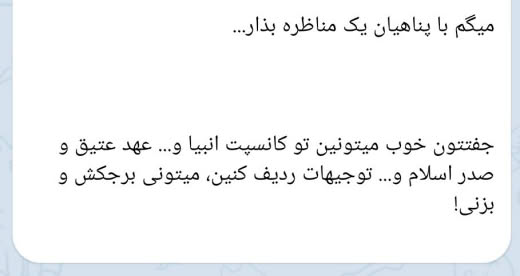 میگم با پناهیان یک مناظره بذار...
جفتتون خوب میتونین تو کانسپت انبیا و... عهد عتیق و
صدر اسلام و... توجیهات ردیف کنین، میتونی برجکش و
بزنی!